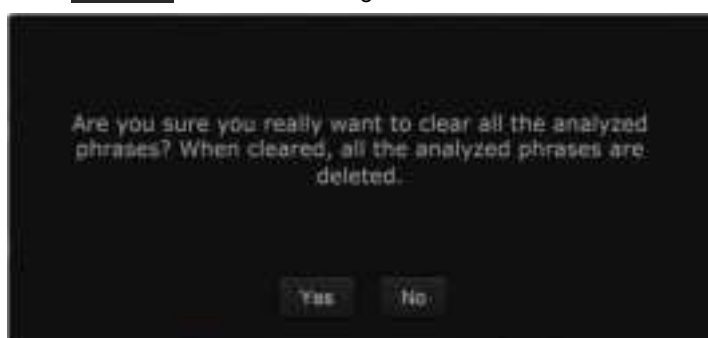 Are you sure you really want to clear all the analyzed
phrases? When cleared, all the analyzed phrases are
deleted.
Yes No